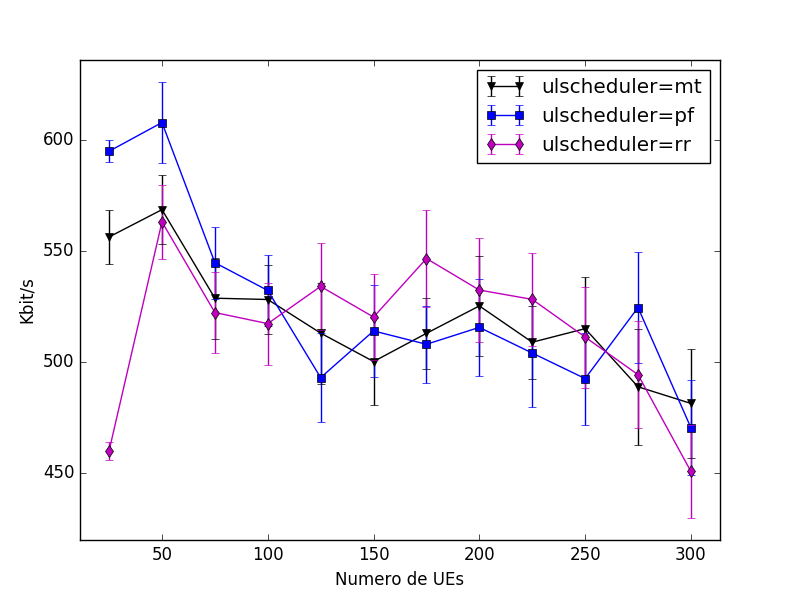 ulscheduler=mt
ulscheduler=pf
ulscheduler=rr
600
550
500
450
Kbit/s
50 100 150 200 250 300
Numero de UEs